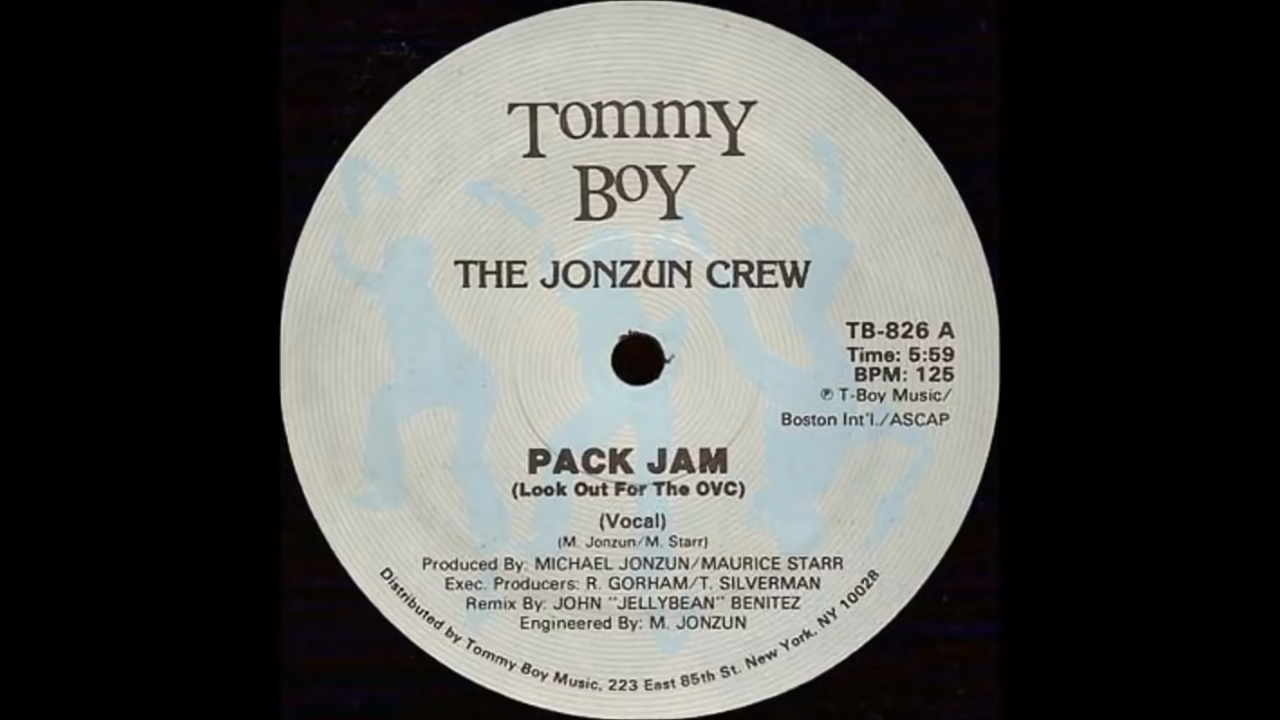 Tommy
Boy
THE JONZUN CREW
TB-826 A
Time: 5:59
BPM: 125
℗ T-Boy Music/
Boston Int'l./ASCAP
PACK JAM
(Look Out For The OVC)
(Vocal)
(M. Jonzun/M. Starr)
Produced By: MICHAEL JONZUN/MAURICE STARR
Exec. Producers: R. GORHAM/T. SILVERMAN
Remix By: JOHN "JELLYBEAN" BENITEZ
Engineered By: M. JONZUN
Distributed by Tommy Boy Music, 223 East 85th St. New York, NY 10028